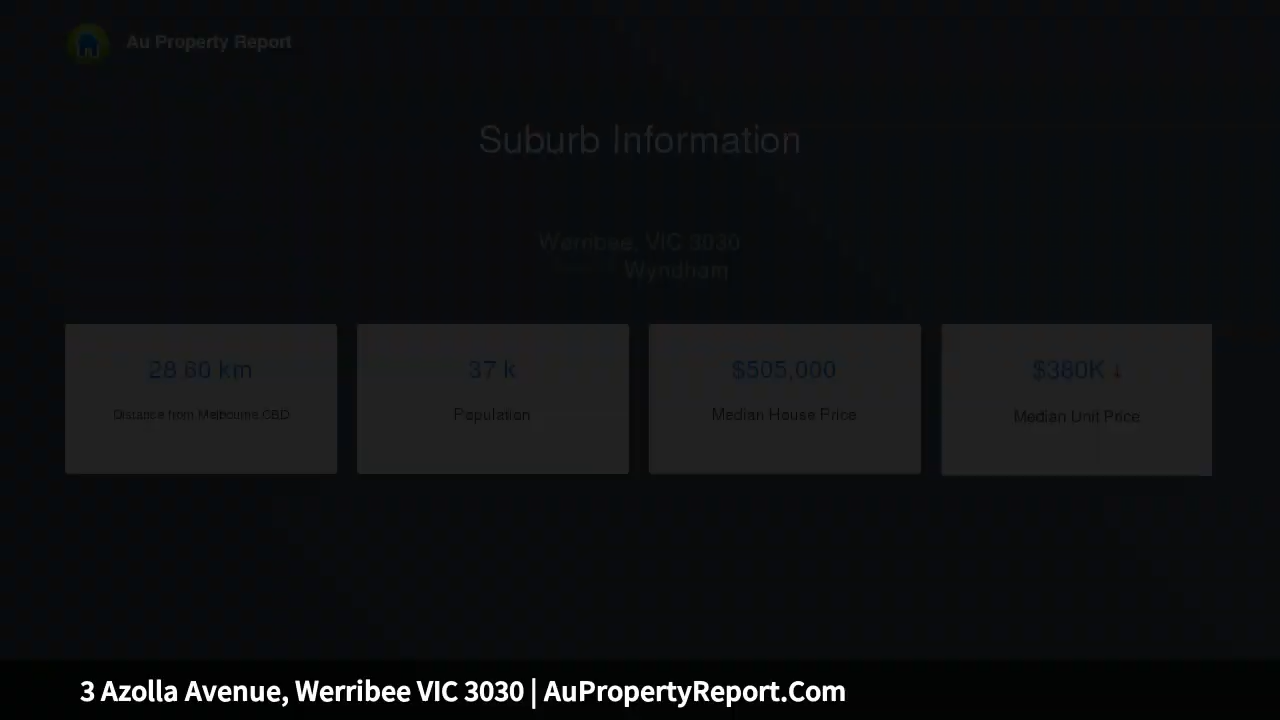 Au Property Report
Suburb Information
Werribee, VIC 3030
Wyndham
28.60 km
Distance from Melbourne CBD
37 k
Population
$505,000
Median House Price
$380K ↓
Median Unit Price
3 Azolla Avenue, Werribee VIC 3030 | AuPropertyReport.Com